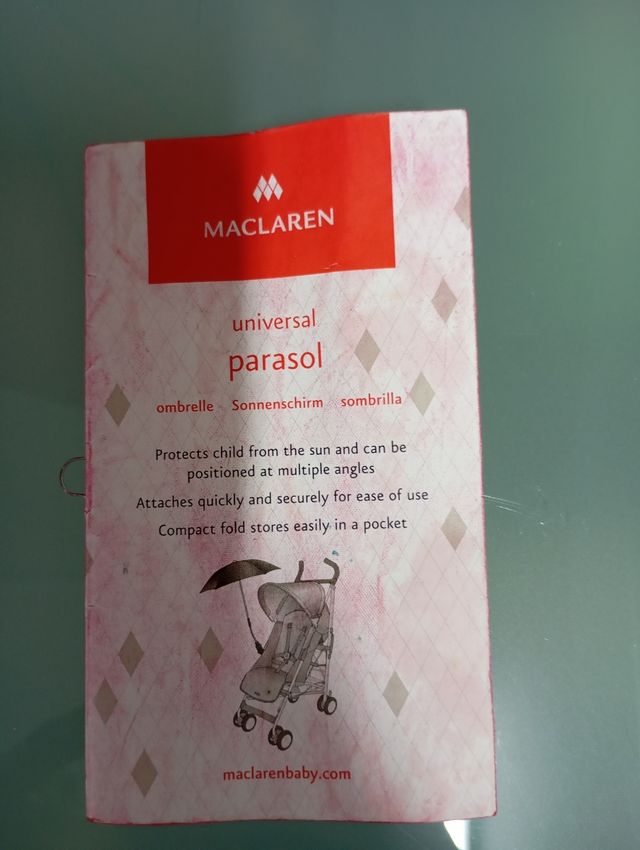 MACLAREN
universal
parasol
ombrelle Sonnenschirm sombrilla
Protects child from the sun and can be
positioned at multiple angles
Attaches quickly and securely for ease of use
Compact fold stores easily in a pocket
maclarenbaby.com